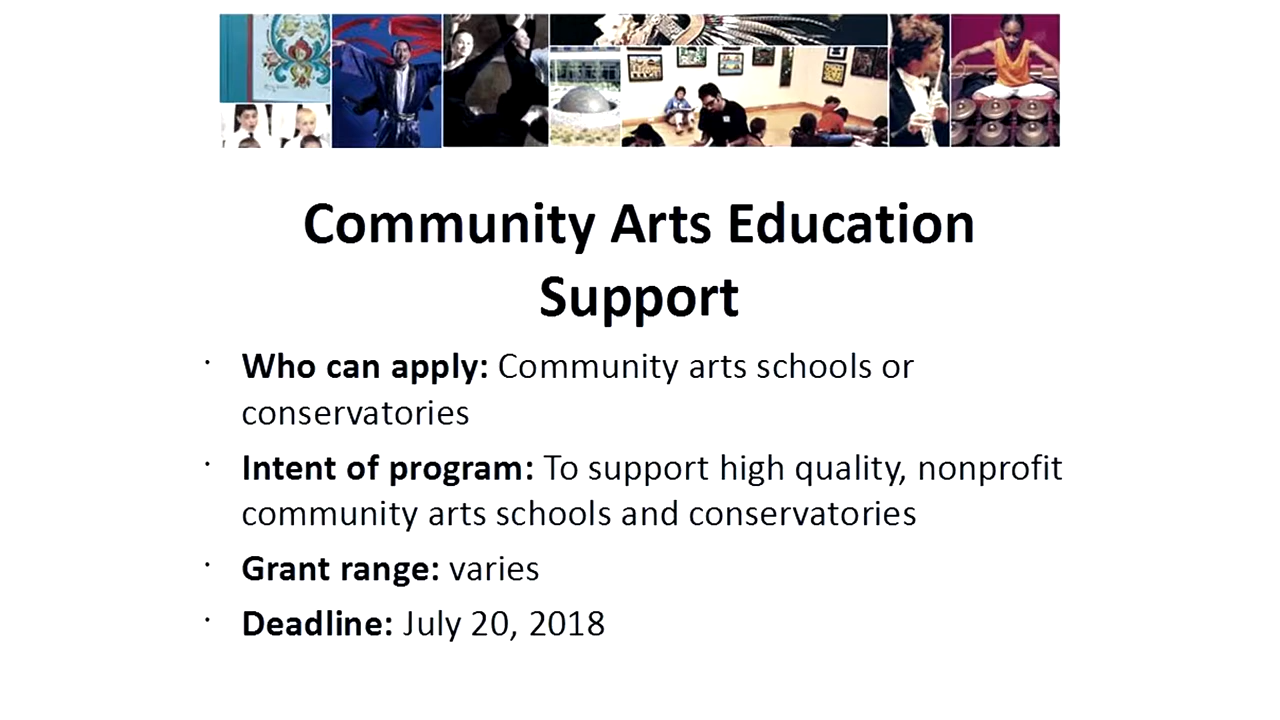 Community Arts Education
Support
· Who can apply: Community arts schools or
conservatories
· Intent of program: To support high quality, nonprofit
community arts schools and conservatories
· Grant range: varies
· Deadline: July 20, 2018